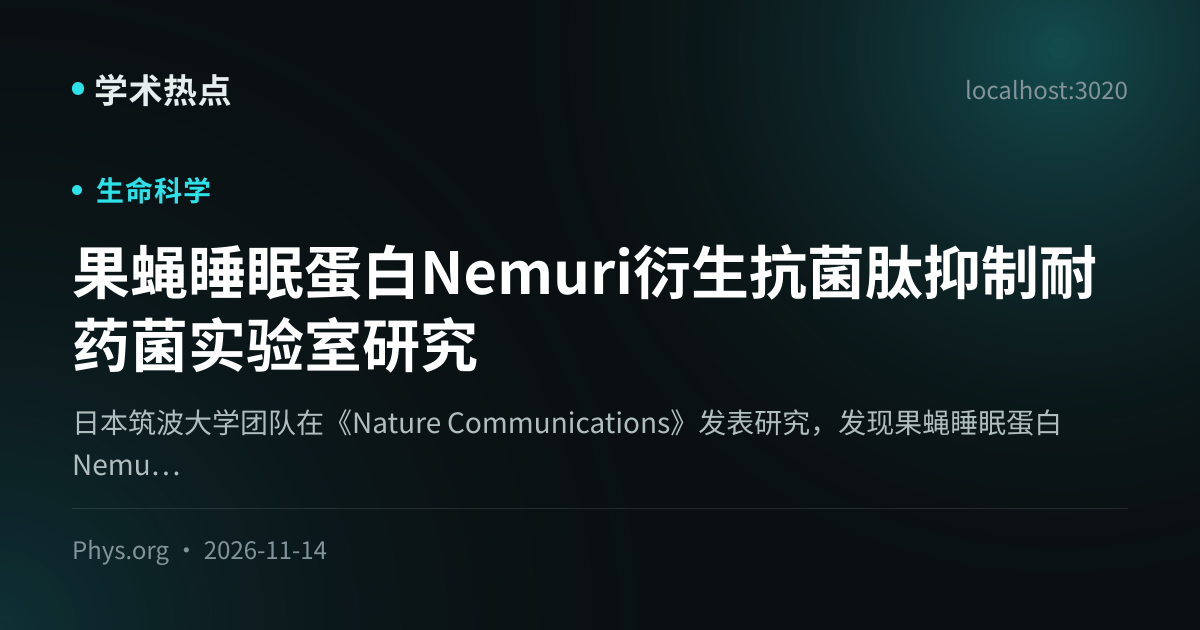 学术热点
localhost:3020
生命科学
果蝇睡眠蛋白Nemuri衍生抗菌肽抑制耐
药菌实验室研究
日本筑波大学团队在《Nature Communications》发表研究，发现果蝇睡眠蛋白
Nemu…
Phys.org • 2026-11-14